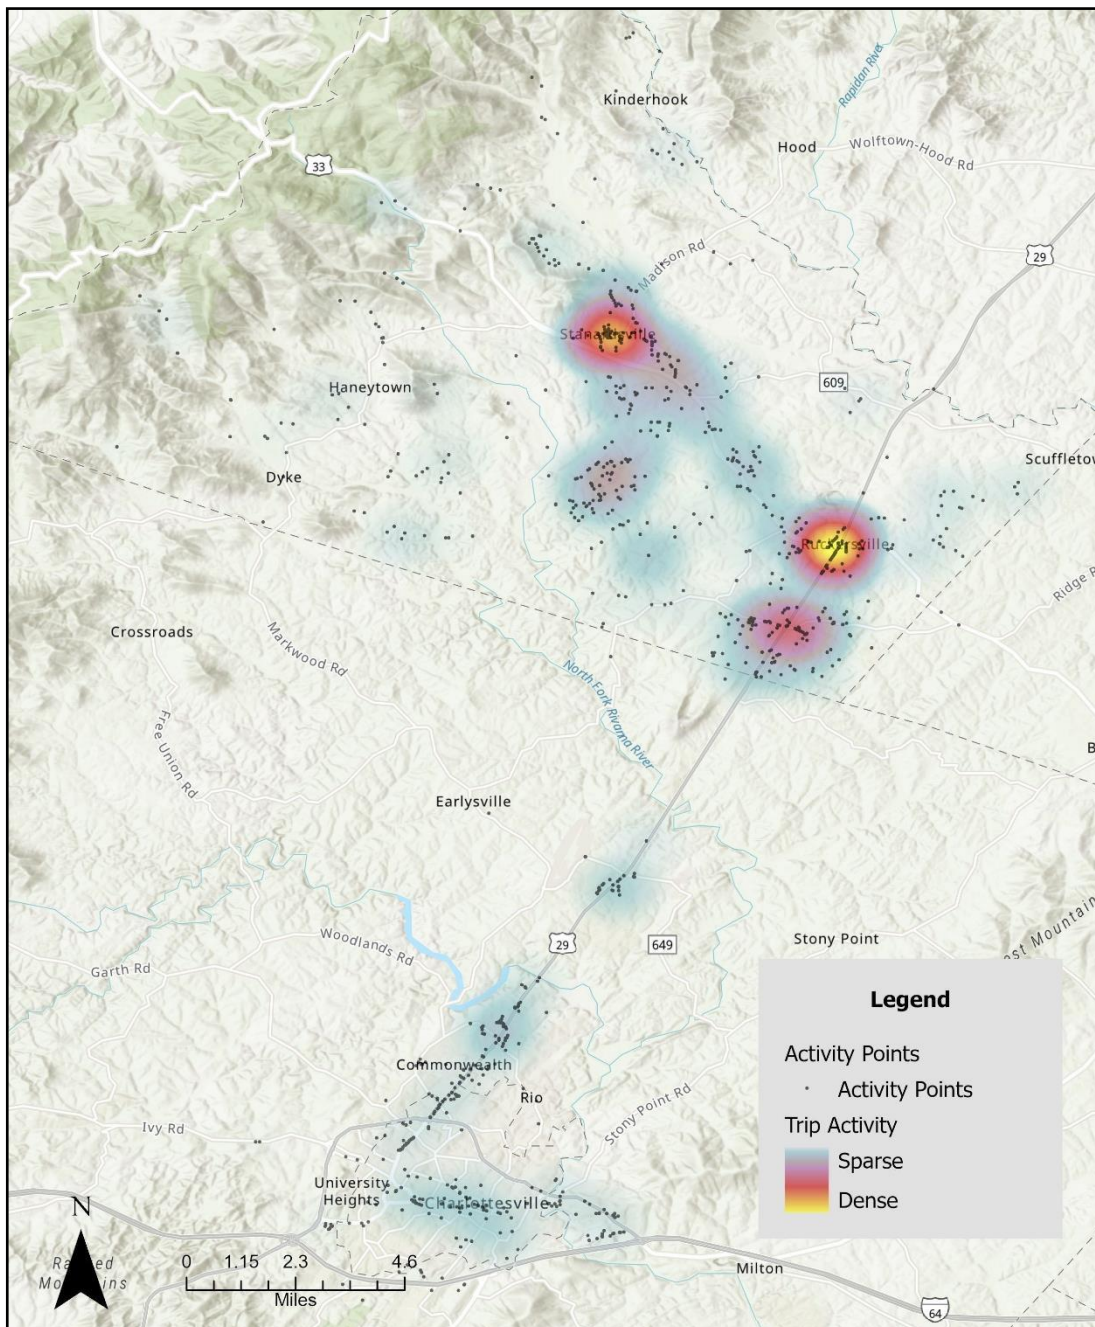 Kinderhook
Rapidan River
Hood
Wolftown-Hood Rd
33
29
Madison Rd
Stanardsville
609
Haneytown
Scuffletow
Dyke
Ruckersville
Ridge R
Crossroads
Markwood Rd
North Fork Rivanna River
Free Union Rd
B
Earlysville
Woodlands Rd
29
649
Stony Point
est Mountain
Garth Rd
Legend
Activity Points
Activity Points
Trip Activity
Sparse
Dense
Commonwealth
Rio
Stony Point Rd
Ivy Rd
University
Heights
Charlottesville
N
0 1.15 2.3 4.6
Miles
Milton
64